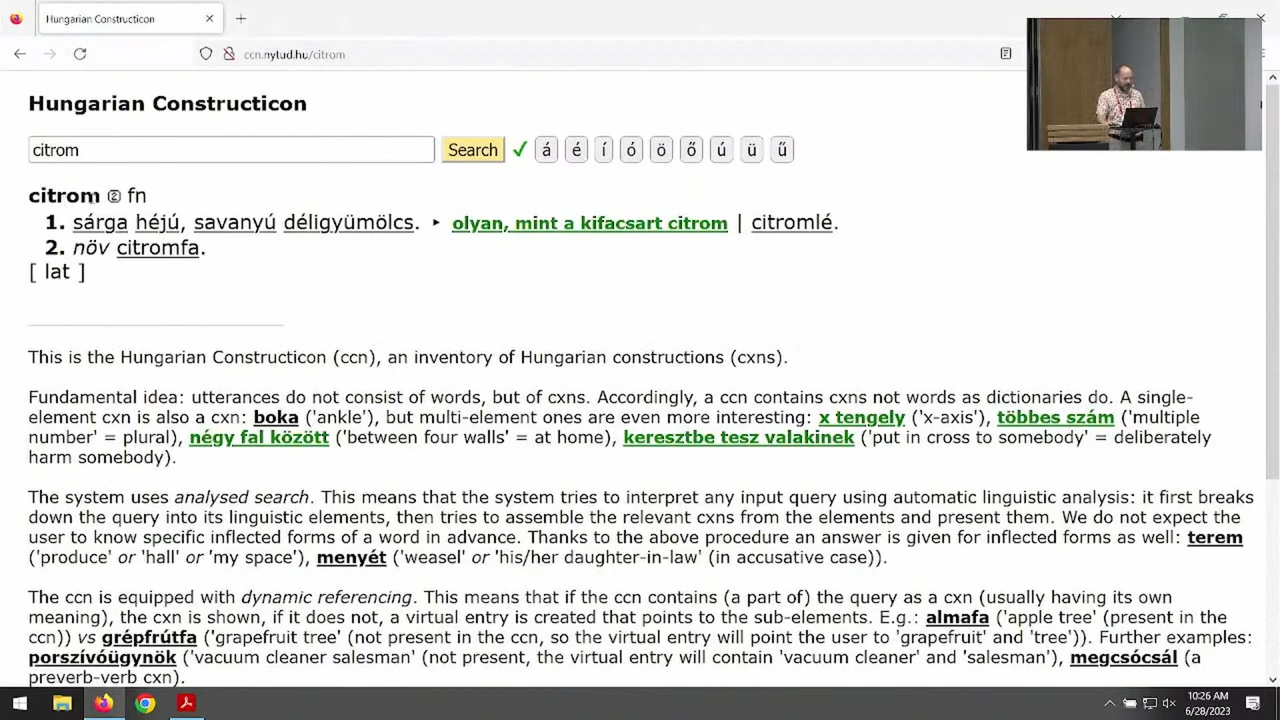 Hungarian Constructicon
ccn.nytud.hu/citrom
Hungarian Constructicon
citrom Search ✓ á é í ó ö ő ú ü ű
citrom ② fn
1. sárga héjú, savanyú déligyümölcs. ‣ olyan, mint a kifacsart citrom | citromlé.
2. növ citromfa.
[ lat ]
This is the Hungarian Constructicon (ccn), an inventory of Hungarian constructions (cxns).
Fundamental idea: utterances do not consist of words, but of cxns. Accordingly, a ccn contains cxns not words as dictionaries do. A single-
element cxn is also a cxn: boka ('ankle'), but multi-element ones are even more interesting: x tengely ('x-axis'), többes szám ('multiple
number' = plural), négy fal között ('between four walls' = at home), keresztbe tesz valakinek ('put in cross to somebody' = deliberately
harm somebody).
The system uses analysed search. This means that the system tries to interpret any input query using automatic linguistic analysis: it first breaks
down the query into its linguistic elements, then tries to assemble the relevant cxns from the elements and present them. We do not expect the
user to know specific inflected forms of a word in advance. Thanks to the above procedure an answer is given for inflected forms as well: terem
('produce' or 'hall' or 'my space'), menyét ('weasel' or 'his/her daughter-in-law' (in accusative case)).
The ccn is equipped with dynamic referencing. This means that if the ccn contains (a part of) the query as a cxn (usually having its own
meaning), the cxn is shown, if it does not, a virtual entry is created that points to the sub-elements. E.g.: almafa ('apple tree' (present in the
ccn)) vs grépfrútfa ('grapefruit tree' (not present in the ccn, so the virtual entry will point the user to 'grapefruit' and 'tree')). Further examples:
porszívóügynök ('vacuum cleaner salesman' (not present, the virtual entry will contain 'vacuum cleaner' and 'salesman'), megcsócsál (a
preverb-verb cxn).
10:26 AM
6/28/2023